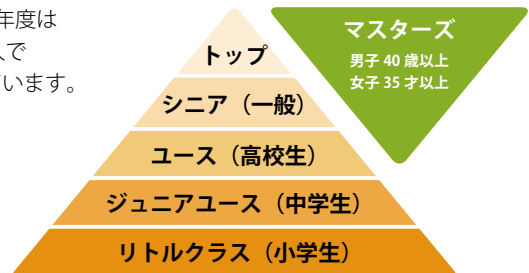 年度は
人で
います。
マスターズ
男子 40 歳以上
女子 35 才以上
トップ
シニア（一般）
ユース（高校生）
ジュニアユース（中学生）
リトルクラス（小学生）